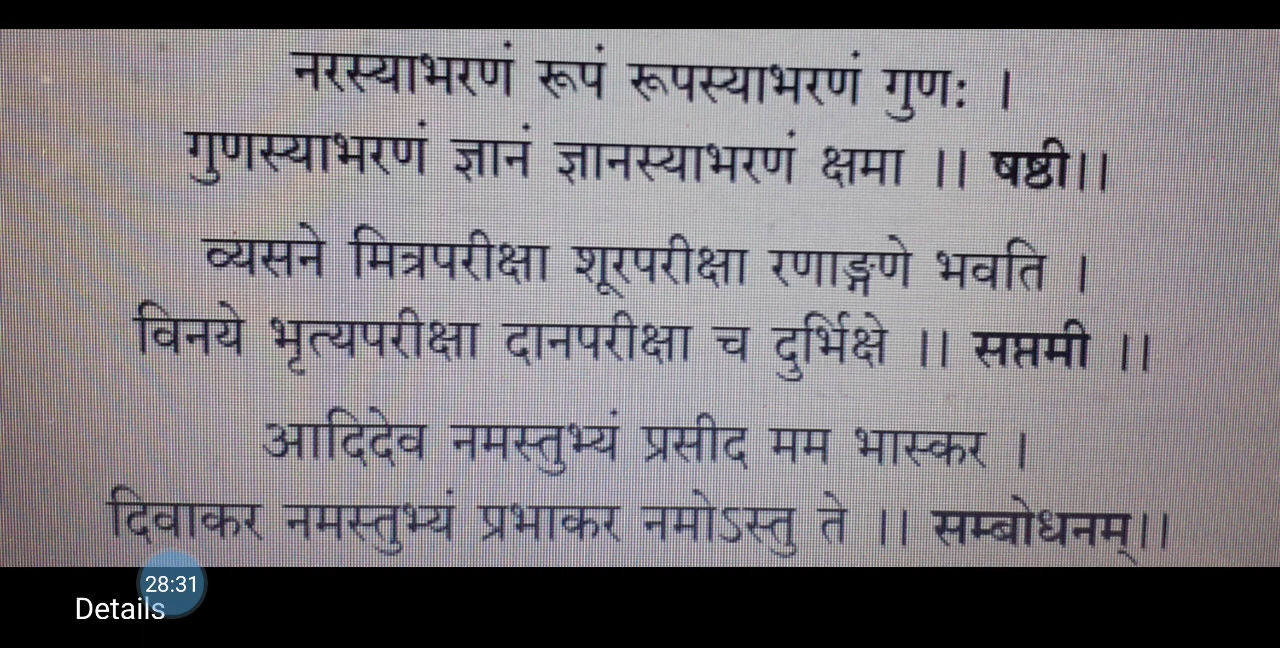 नरस्याभरणं रूपं रूपस्याभरणं गुणः ।
गुणस्याभरणं ज्ञानं ज्ञानस्याभरणं क्षमा ।। षष्ठी।।
व्यसने मित्रपरीक्षा शूरपरीक्षा रणाङ्गणे भवति ।
विनये भृत्यपरीक्षा दानपरीक्षा च दुर्भिक्षे ।। सप्तमी ।।
आदिदेव नमस्तुभ्यं प्रसीद मम भास्कर ।
दिवाकर नमस्तुभ्यं प्रभाकर नमोऽस्तु ते ।। सम्बोधनम्।।
28:31
Details